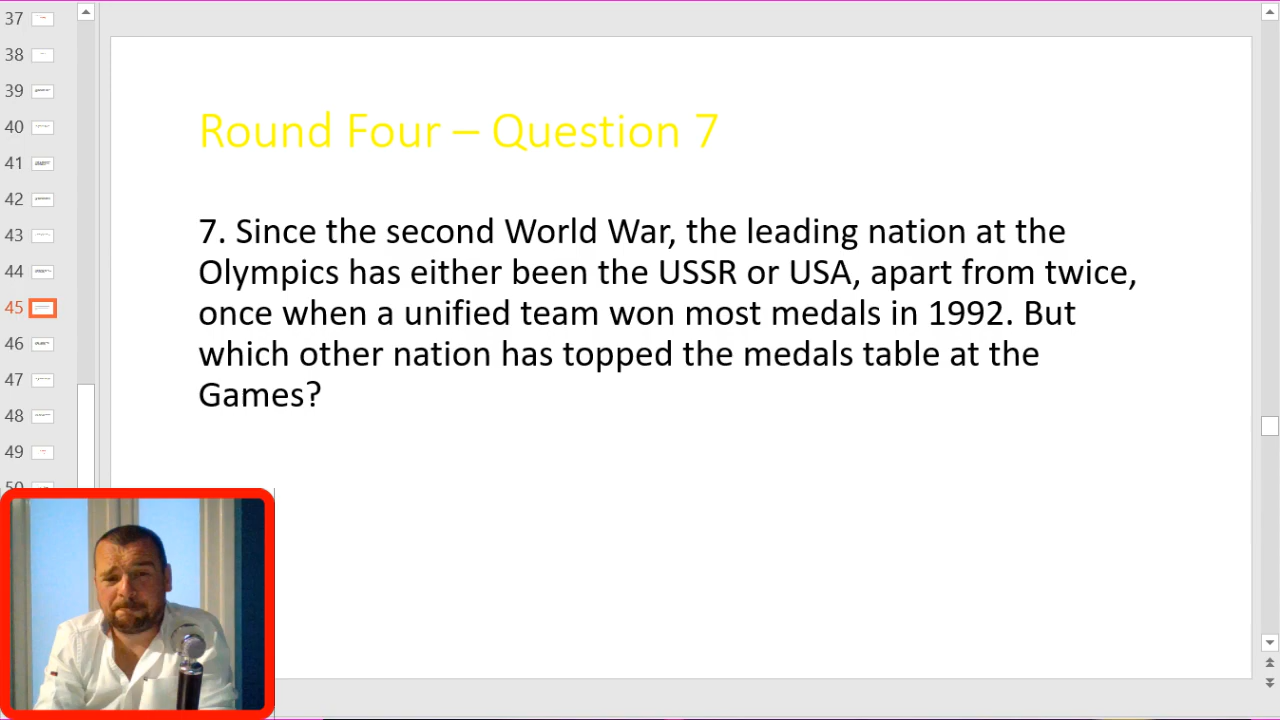 37
38
39
40
41
42
43
44
45
46
47
48
49
50
Round Four – Question 7
7. Since the second World War, the leading nation at the
Olympics has either been the USSR or USA, apart from twice,
once when a unified team won most medals in 1992. But
which other nation has topped the medals table at the
Games?